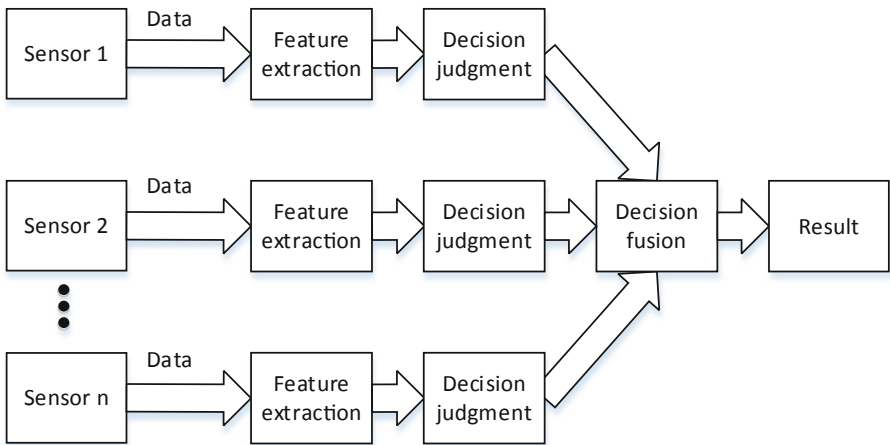 Data
Sensor 1
Feature
extraction
Decision
judgment
Data
Sensor 2
Feature
extraction
Decision
judgment
Decision
fusion
Result
Data
Sensor n
Feature
extraction
Decision
judgment